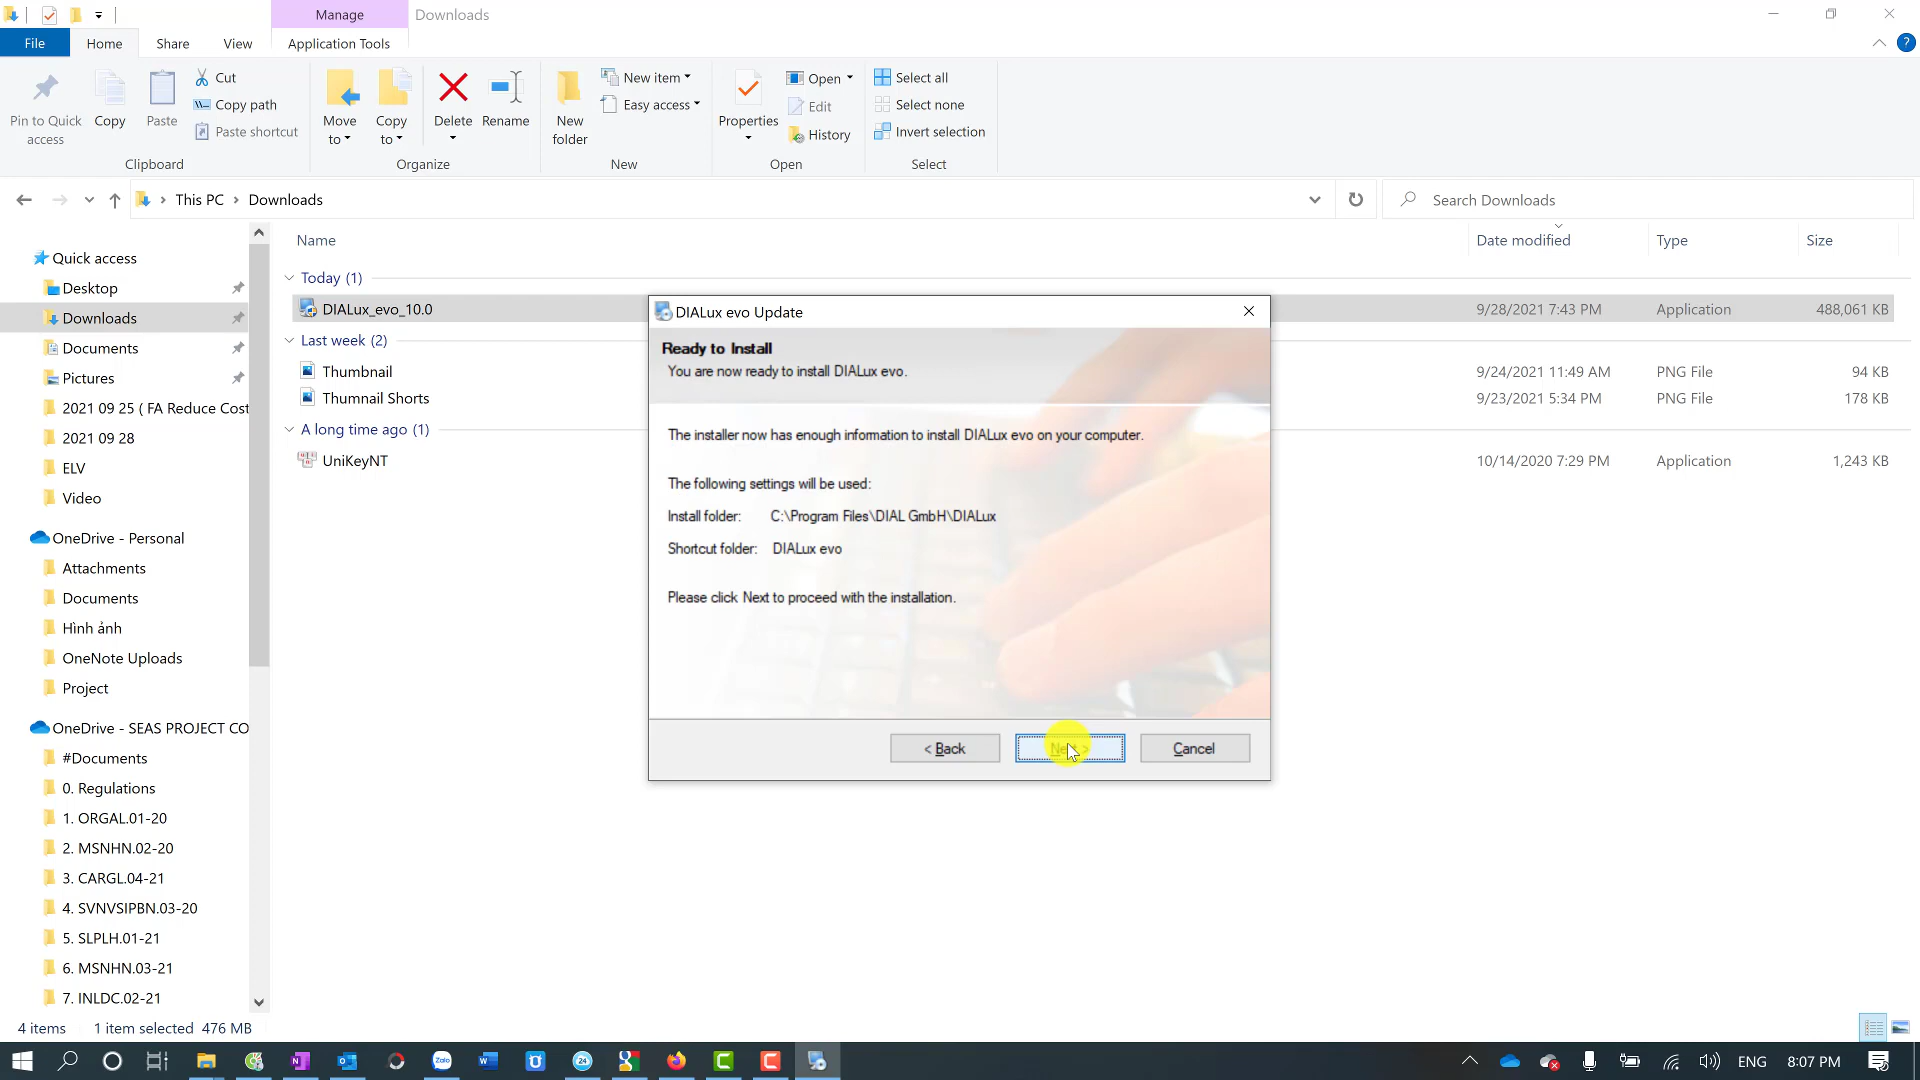 Manage
Downloads
File
Home
Share
View
Application Tools
Pin to Quick
access
Copy
Paste
Cut
Copy path
Paste shortcut
Clipboard
Move
to
Copy
to
Delete
Rename
Organize
New
folder
New item
Easy access
New
Properties
Open
Edit
History
Open
Select all
Select none
Invert selection
Select
This PC
Downloads
Search Downloads
Quick access
Desktop
Downloads
Documents
Pictures
2021 09 25 ( FA Reduce Cost
2021 09 28
ELV
Video
OneDrive - Personal
Attachments
Documents
Hình ảnh
OneNote Uploads
Project
OneDrive - SEAS PROJECT CO
#Documents
0. Regulations
1. ORGAL.01-20
2. MSNHN.02-20
3. CARGL.04-21
4. SVNVSIPBN.03-20
5. SLPLH.01-21
6. MSNHN.03-21
7. INLDC.02-21
Name
Date modified
Type
Size
Today (1)
DIALux_evo_10.0
9/28/2021 7:43 PM
Application
488,061 KB
Last week (2)
Thumbnail
9/24/2021 11:49 AM
PNG File
94 KB
Thumnail Shorts
9/23/2021 5:34 PM
PNG File
178 KB
A long time ago (1)
UniKeyNT
10/14/2020 7:29 PM
Application
1,243 KB
DIALux evo Update
Ready to Install
You are now ready to install DIALux evo.
The installer now has enough information to install DIALux evo on your computer.
The following settings will be used:
Install folder: C:\Program Files\DIAL GmbH\DIALux
Shortcut folder: DIALux evo
Please click Next to proceed with the installation.
< Back
Next >
Cancel
4 items
1 item selected 476 MB
Zalo
24
ENG
8:07 PM